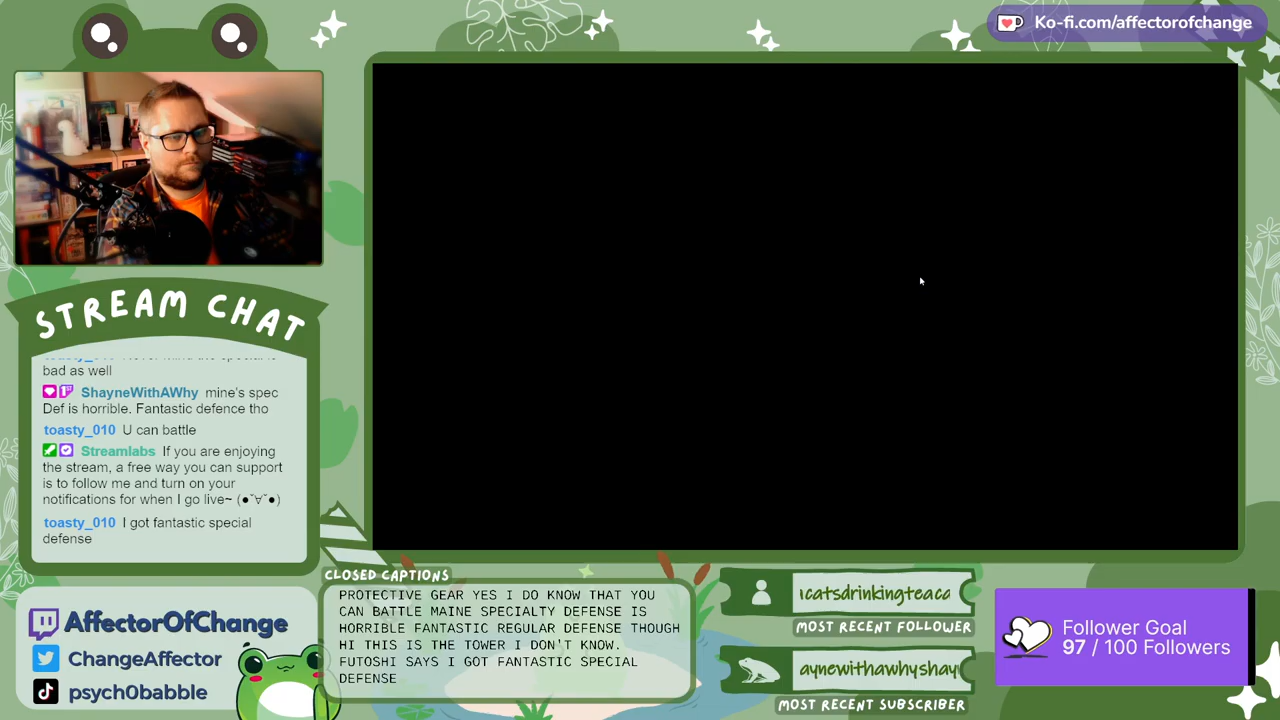 Ko-fi.com/affectorofchange
STREAM CHAT
bad as well
ShayneWithAWhy mine's spec
Def is horrible. Fantastic defence tho
toasty_010 U can battle
Streamlabs If you are enjoying
the stream, a free way you can support
is to follow me and turn on your
notifications for when I go live~ (●ˇ∀ˇ●)
toasty_010 I got fantastic special
defense
AffectorOfChange
ChangeAffector
psych0babble
CLOSED CAPTIONS
PROTECTIVE GEAR YES I DO KNOW THAT YOU
CAN BATTLE MAINE SPECIALTY DEFENSE IS
HORRIBLE FANTASTIC REGULAR DEFENSE THOUGH
HI THIS IS THE TOWER I DON'T KNOW.
FUTOSHI SAYS I GOT FANTASTIC SPECIAL
DEFENSE
icatsdrinkingteaca
MOST RECENT FOLLOWER
aynewithawhyshay
MOST RECENT SUBSCRIBER
Follower Goal
97 / 100 Followers